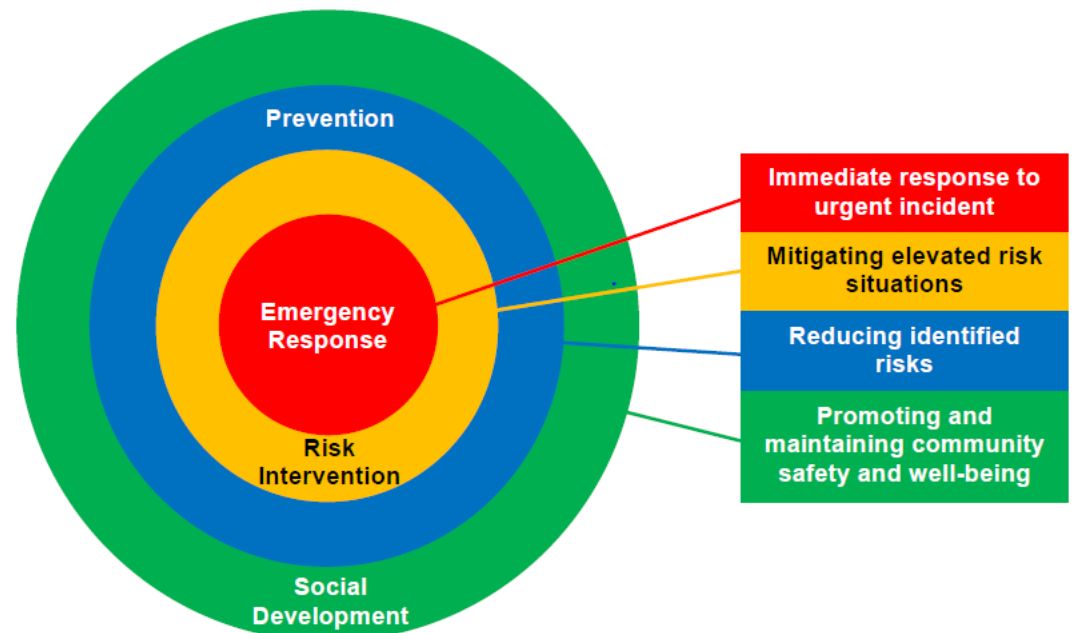 Prevention
Emergency
Response
Risk
Intervention
Social
Development
Immediate response to
urgent incident
Mitigating elevated risk
situations
Reducing identified
risks
Promoting and
maintaining community
safety and well-being